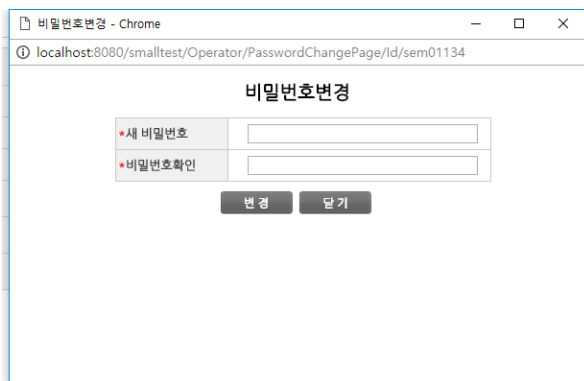 비밀번호변경 - Chrome
localhost:8080/smalltest/Operator/PasswordChangePage/Id/sem01134
비밀번호변경
*새 비밀번호
*비밀번호확인
변 경 닫 기